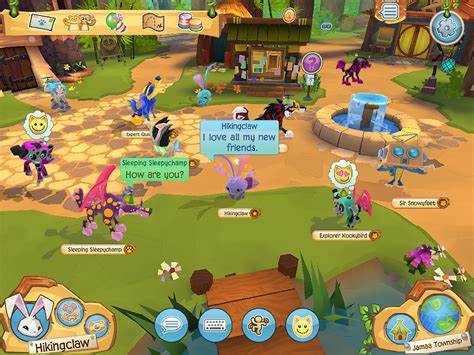 Expert Quic
Hikingclaw
I love all my new
friends.
Sleeping Sleepychamp
How are you?
Hikingclaw
Sir Snowyfeet
Explorer Kookybird
Sleeping Sleepychamp
Hikingclaw
Jamaa Township